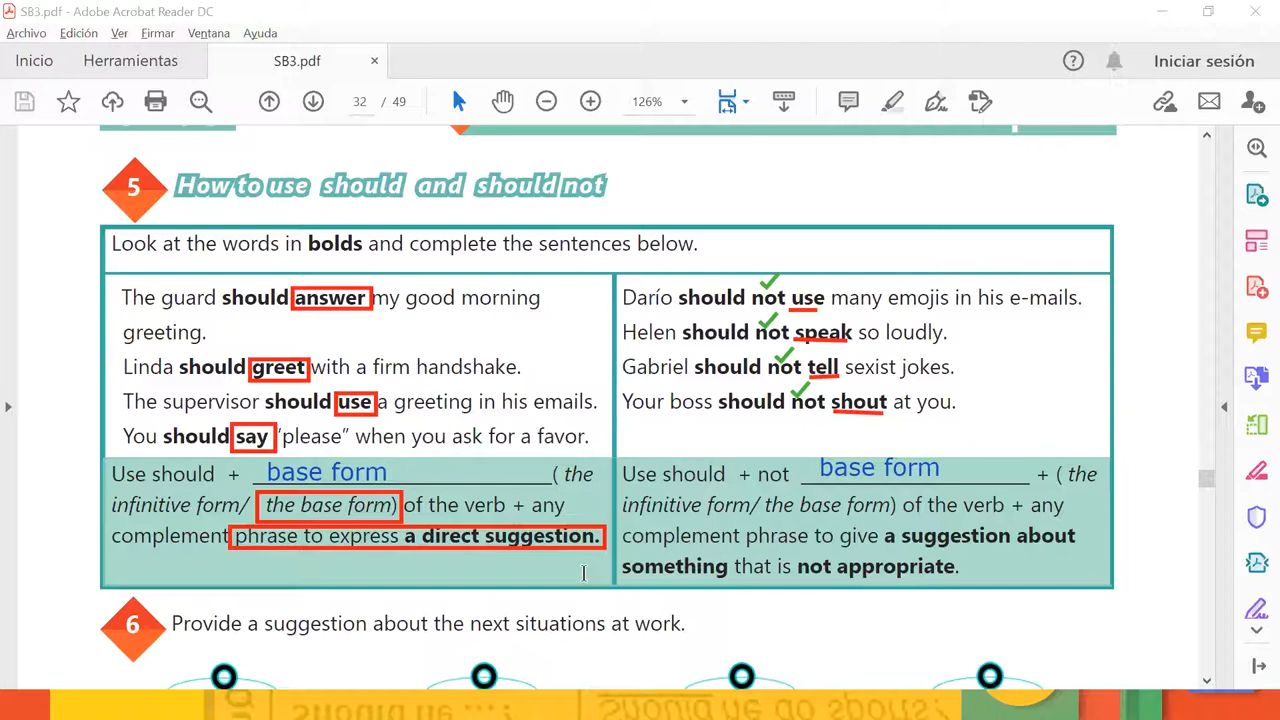 SB3.pdf - Adobe Acrobat Reader DC
Archivo Edición Ver Firmar Ventana Ayuda
Inicio Herramientas SB3.pdf × Iniciar sesión
32 / 49 126%
5 How to use should and should not
Look at the words in bolds and complete the sentences below.
The guard should answer my good morning
greeting.
Linda should greet with a firm handshake.
The supervisor should use a greeting in his emails.
You should say “please” when you ask for a favor.
Use should + base form ( the
infinitive form/ the base form) of the verb + any
complement phrase to express a direct suggestion.
Darío should not use many emojis in his e-mails.
Helen should not speak so loudly.
Gabriel should not tell sexist jokes.
Your boss should not shout at you.
Use should + not base form + ( the
infinitive form/ the base form) of the verb + any
complement phrase to give a suggestion about
something that is not appropriate.
6 Provide a suggestion about the next situations at work.
Should he ...?
Should he do sports?